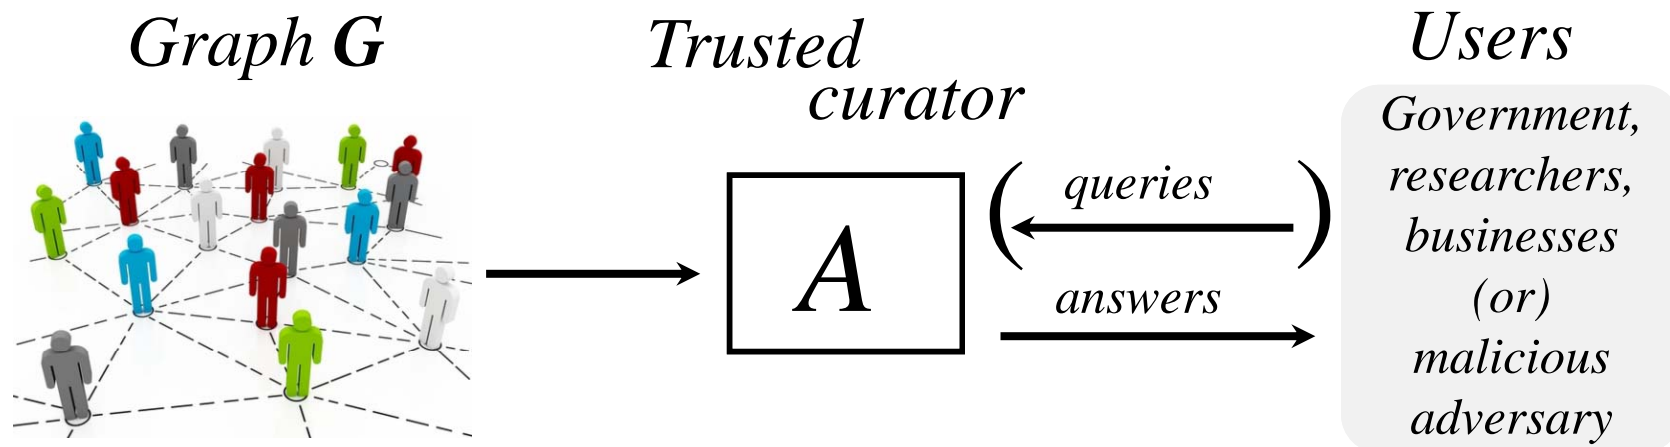 Graph G
Trusted
curator
A
(queries)
answers
Users
Government,
researchers,
businesses
(or)
malicious
adversary